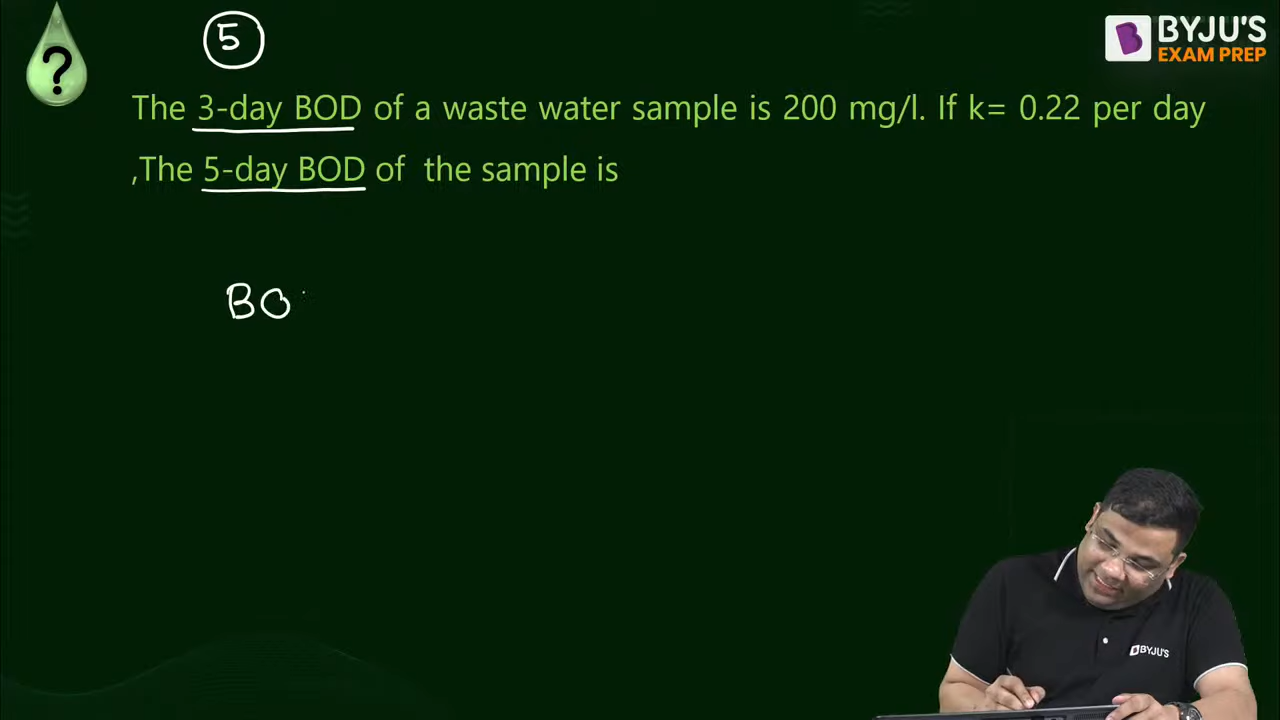 5
BYJU'S
EXAM PREP
?
The 3-day BOD of a waste water sample is 200 mg/l. If k= 0.22 per day
,The 5-day BOD of the sample is
BO
BYJU'S